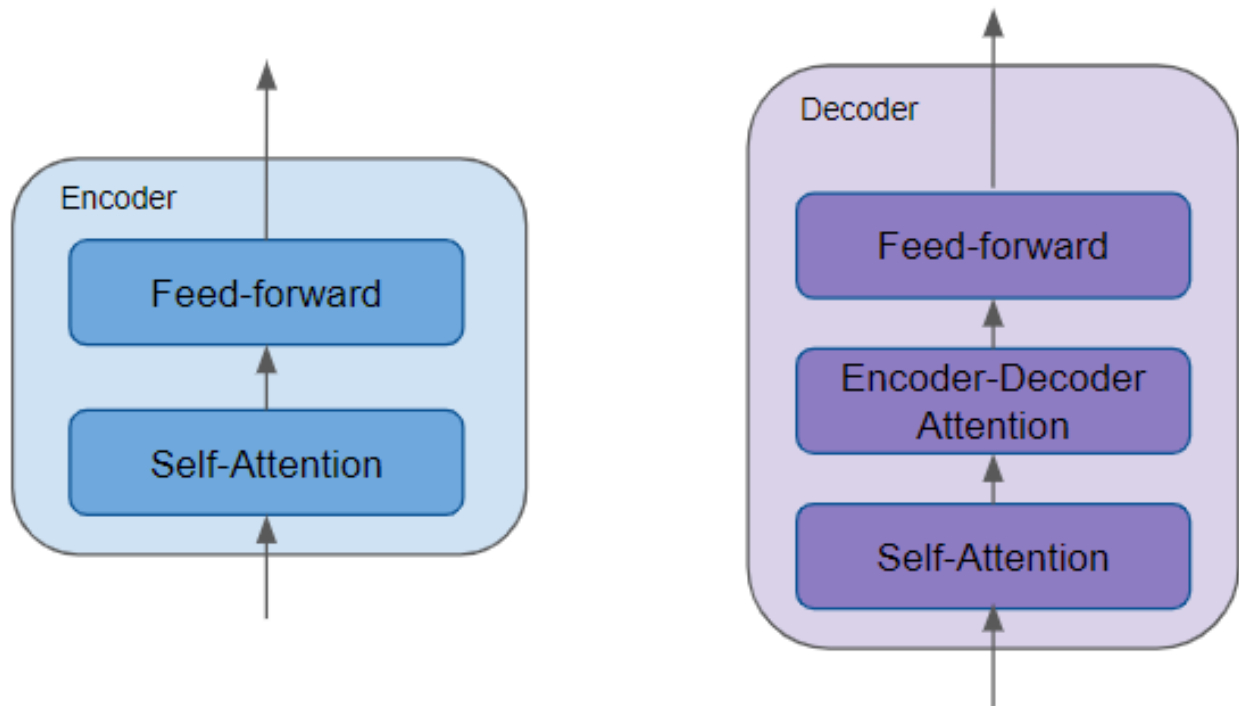 Encoder
Feed-forward
Self-Attention
Decoder
Feed-forward
Encoder-Decoder
Attention
Self-Attention